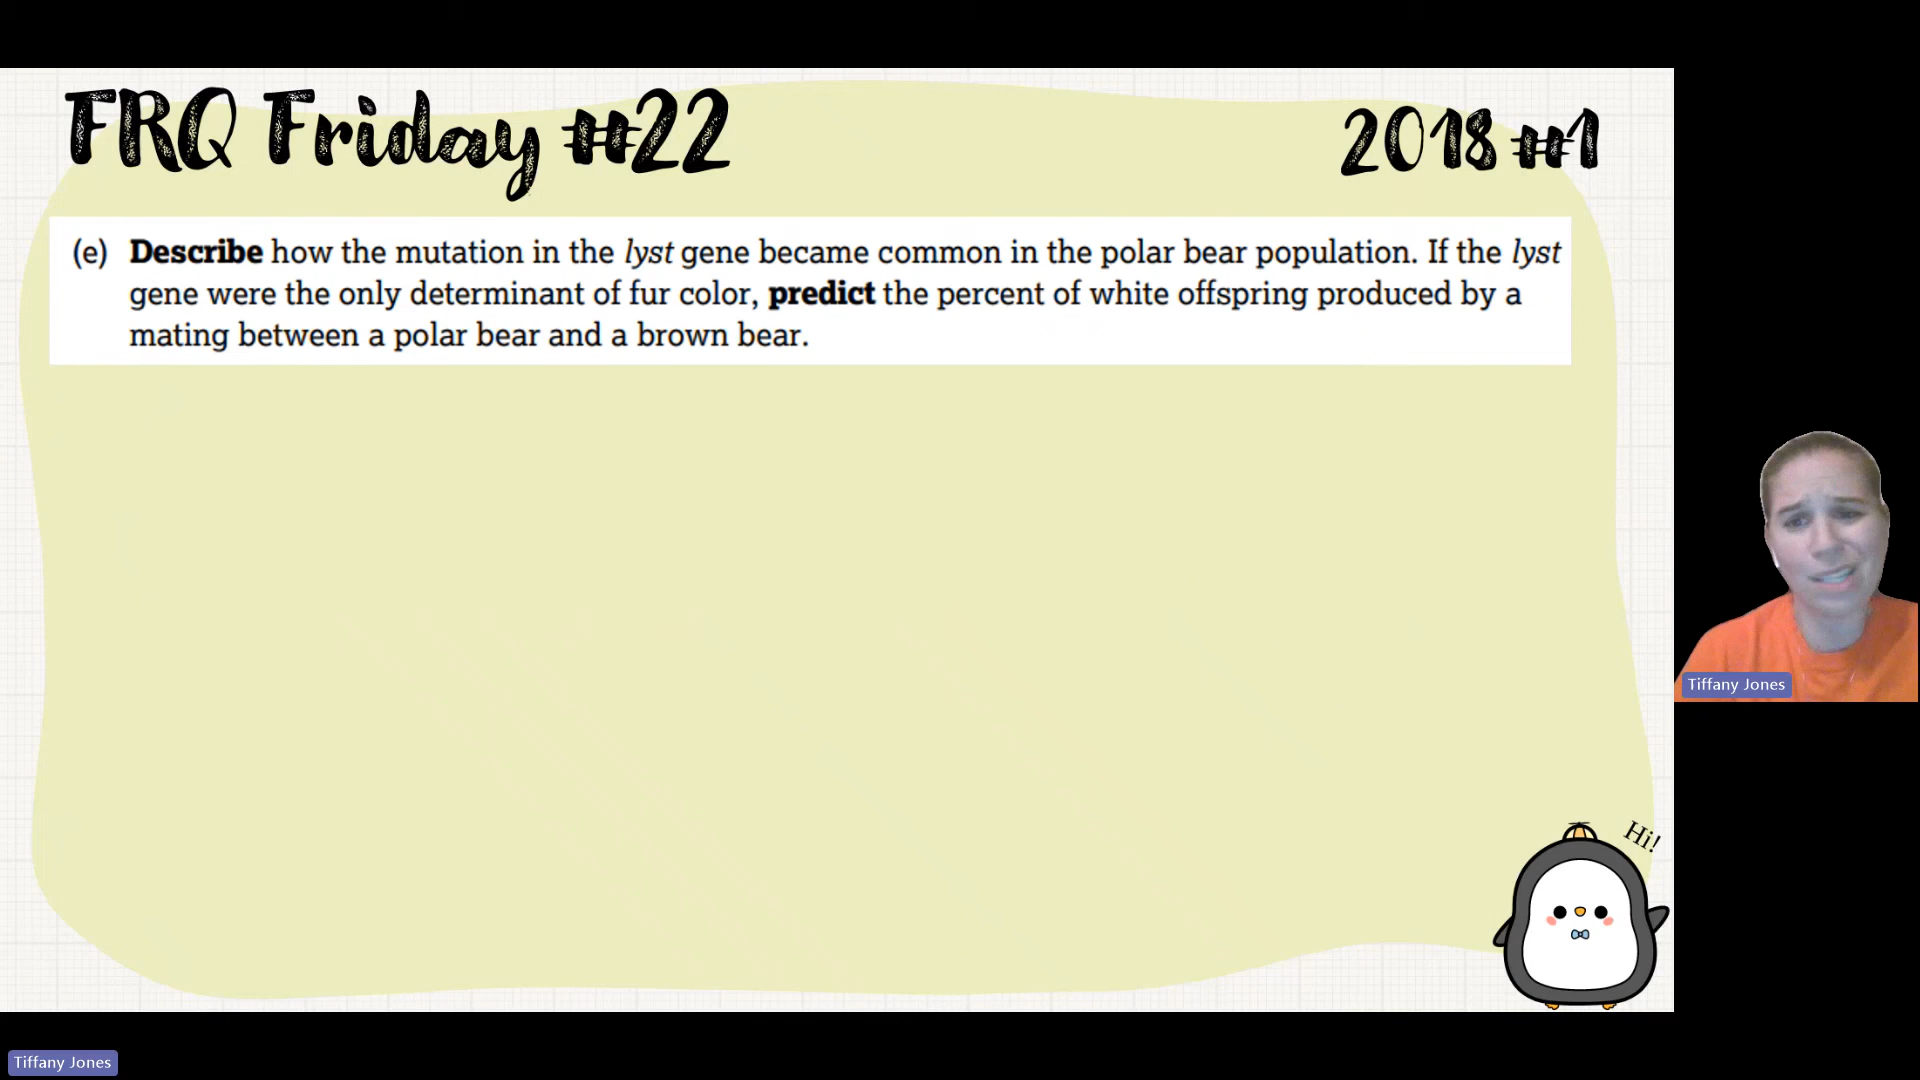 FRQ Friday #22
2018 #1
(e) Describe how the mutation in the lyst gene became common in the polar bear population. If the lyst
gene were the only determinant of fur color, predict the percent of white offspring produced by a
mating between a polar bear and a brown bear.
Tiffany Jones
Hi!
Tiffany Jones